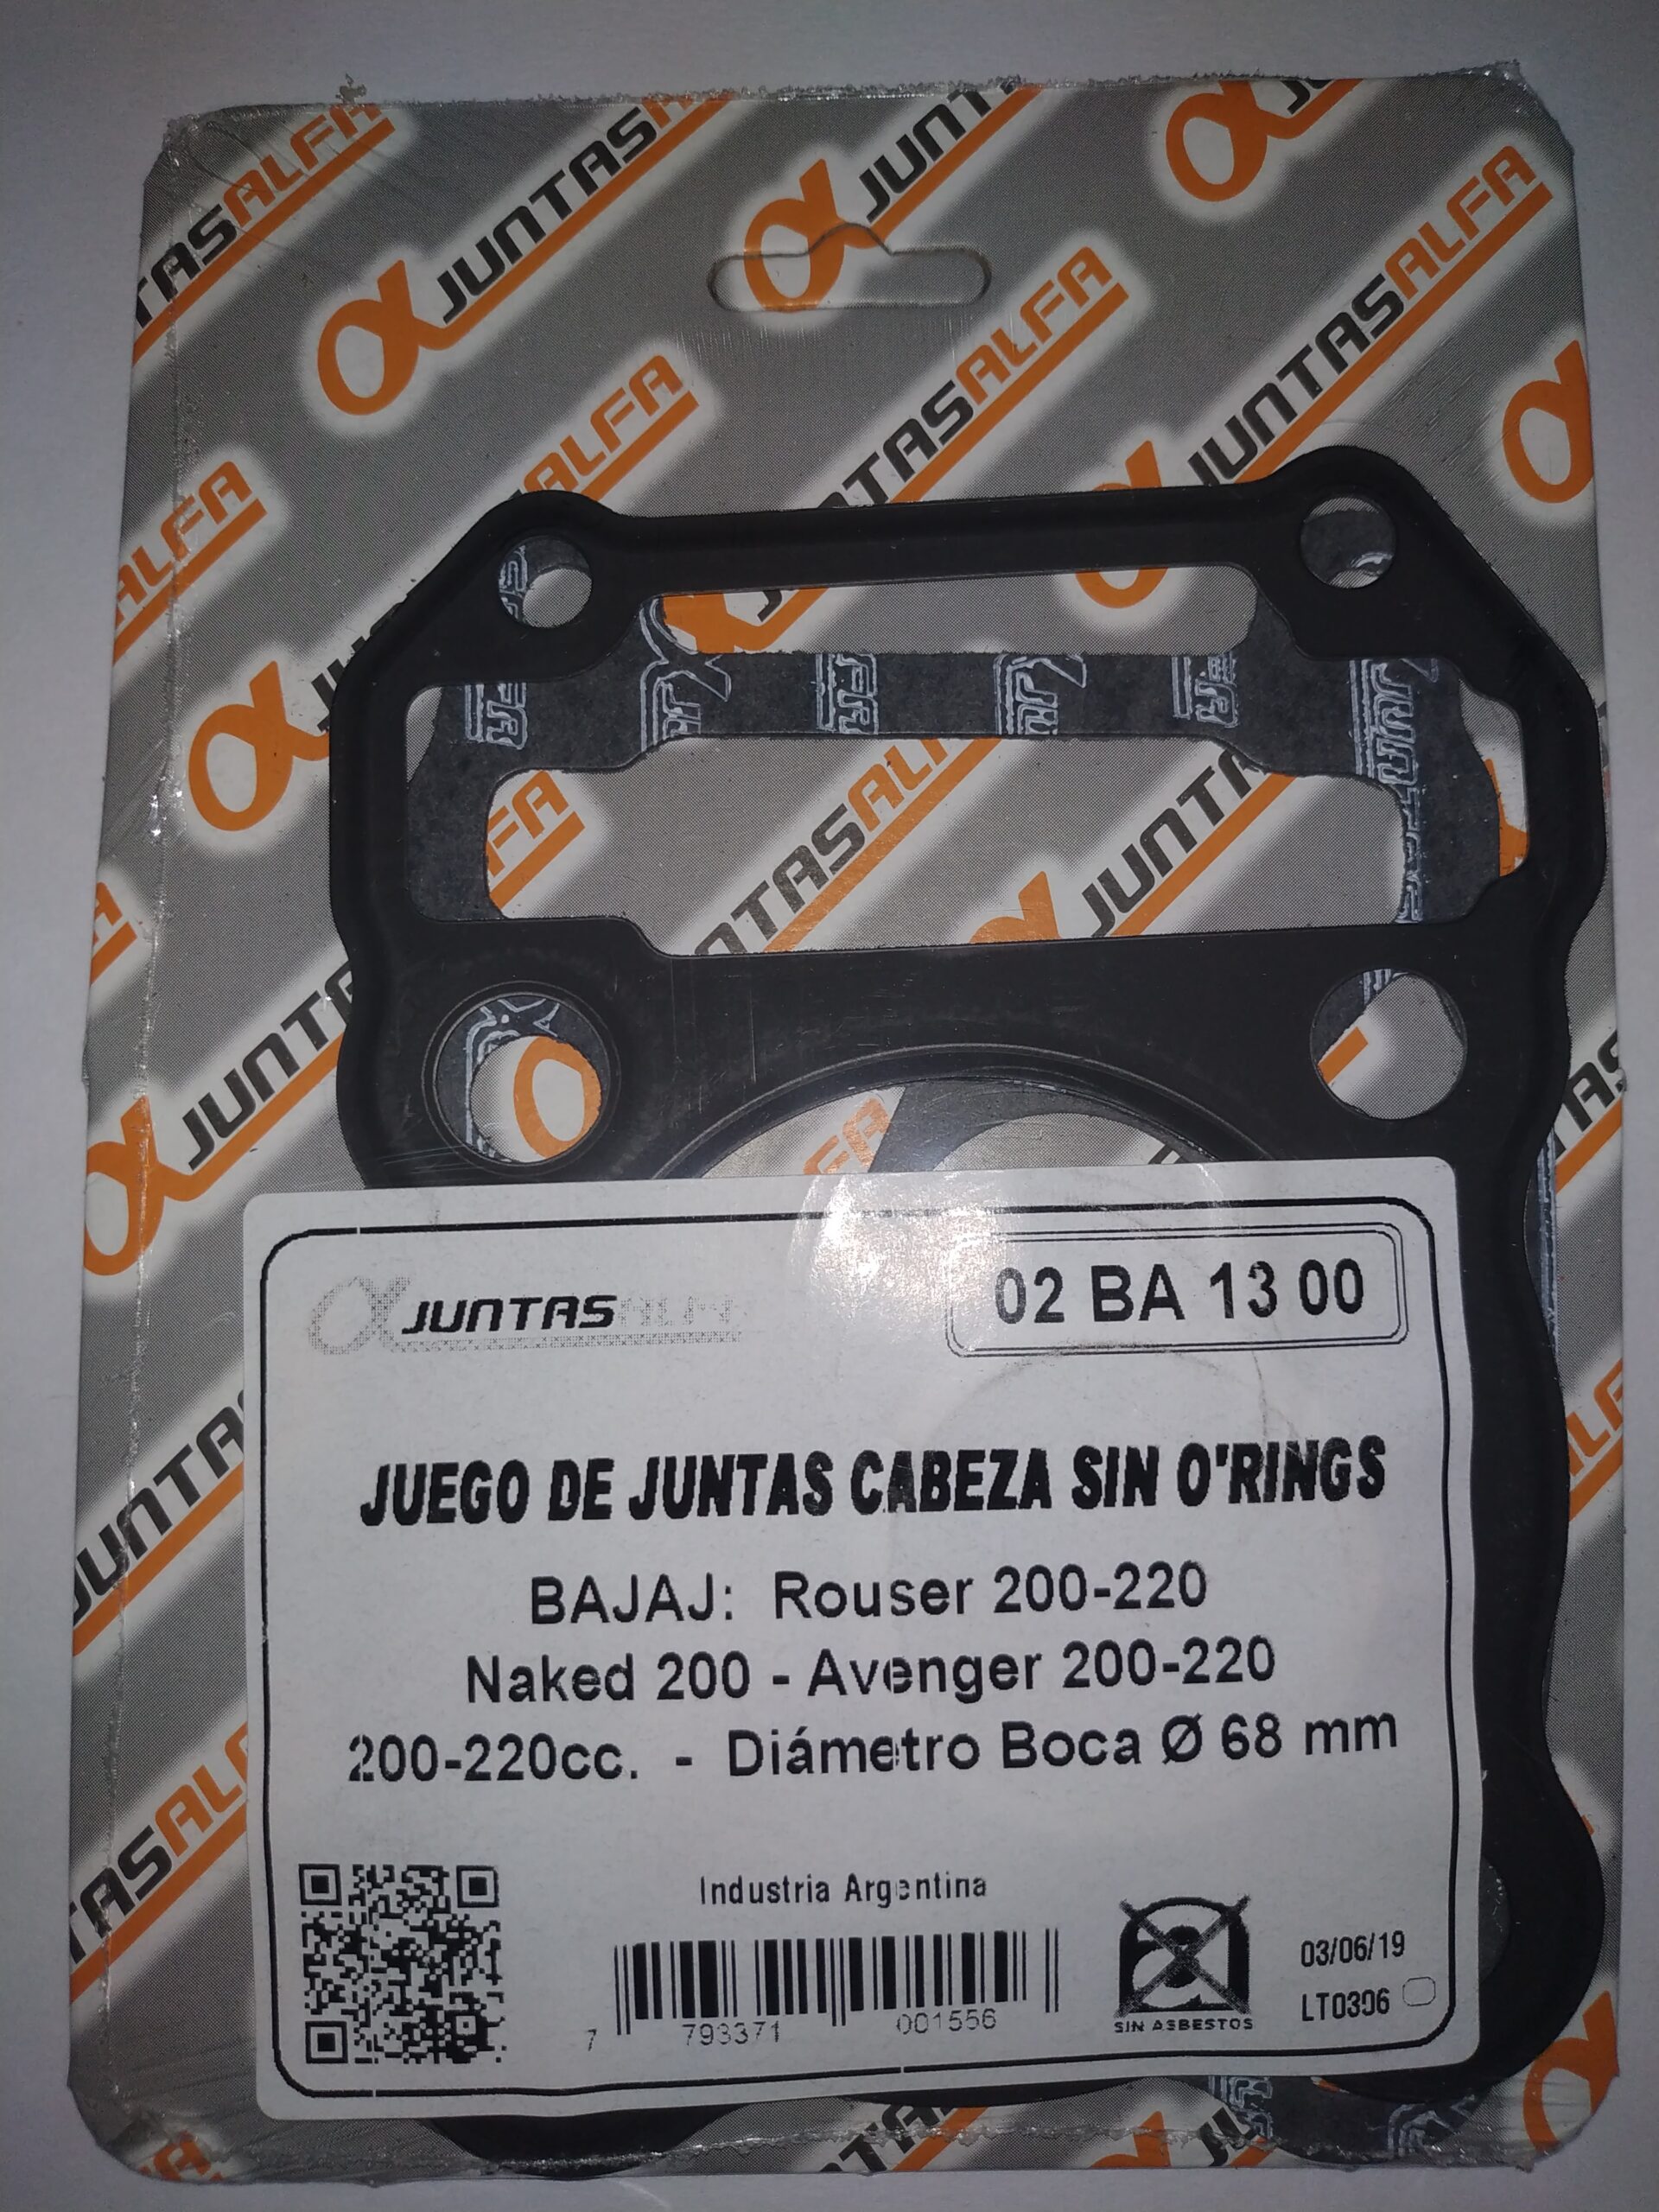 JUNTASALFA
02 BA 13 00
JUEGO DE JUNTAS CABEZA SIN O'RINGS
BAJAJ: Rouser 200-220
Naked 200 - Avenger 200-220
200-220cc. - Diámetro Boca Ø 68 mm
Industria Argentina
7 793371 001556
SIN ASBESTOS
03/06/19
LT0306